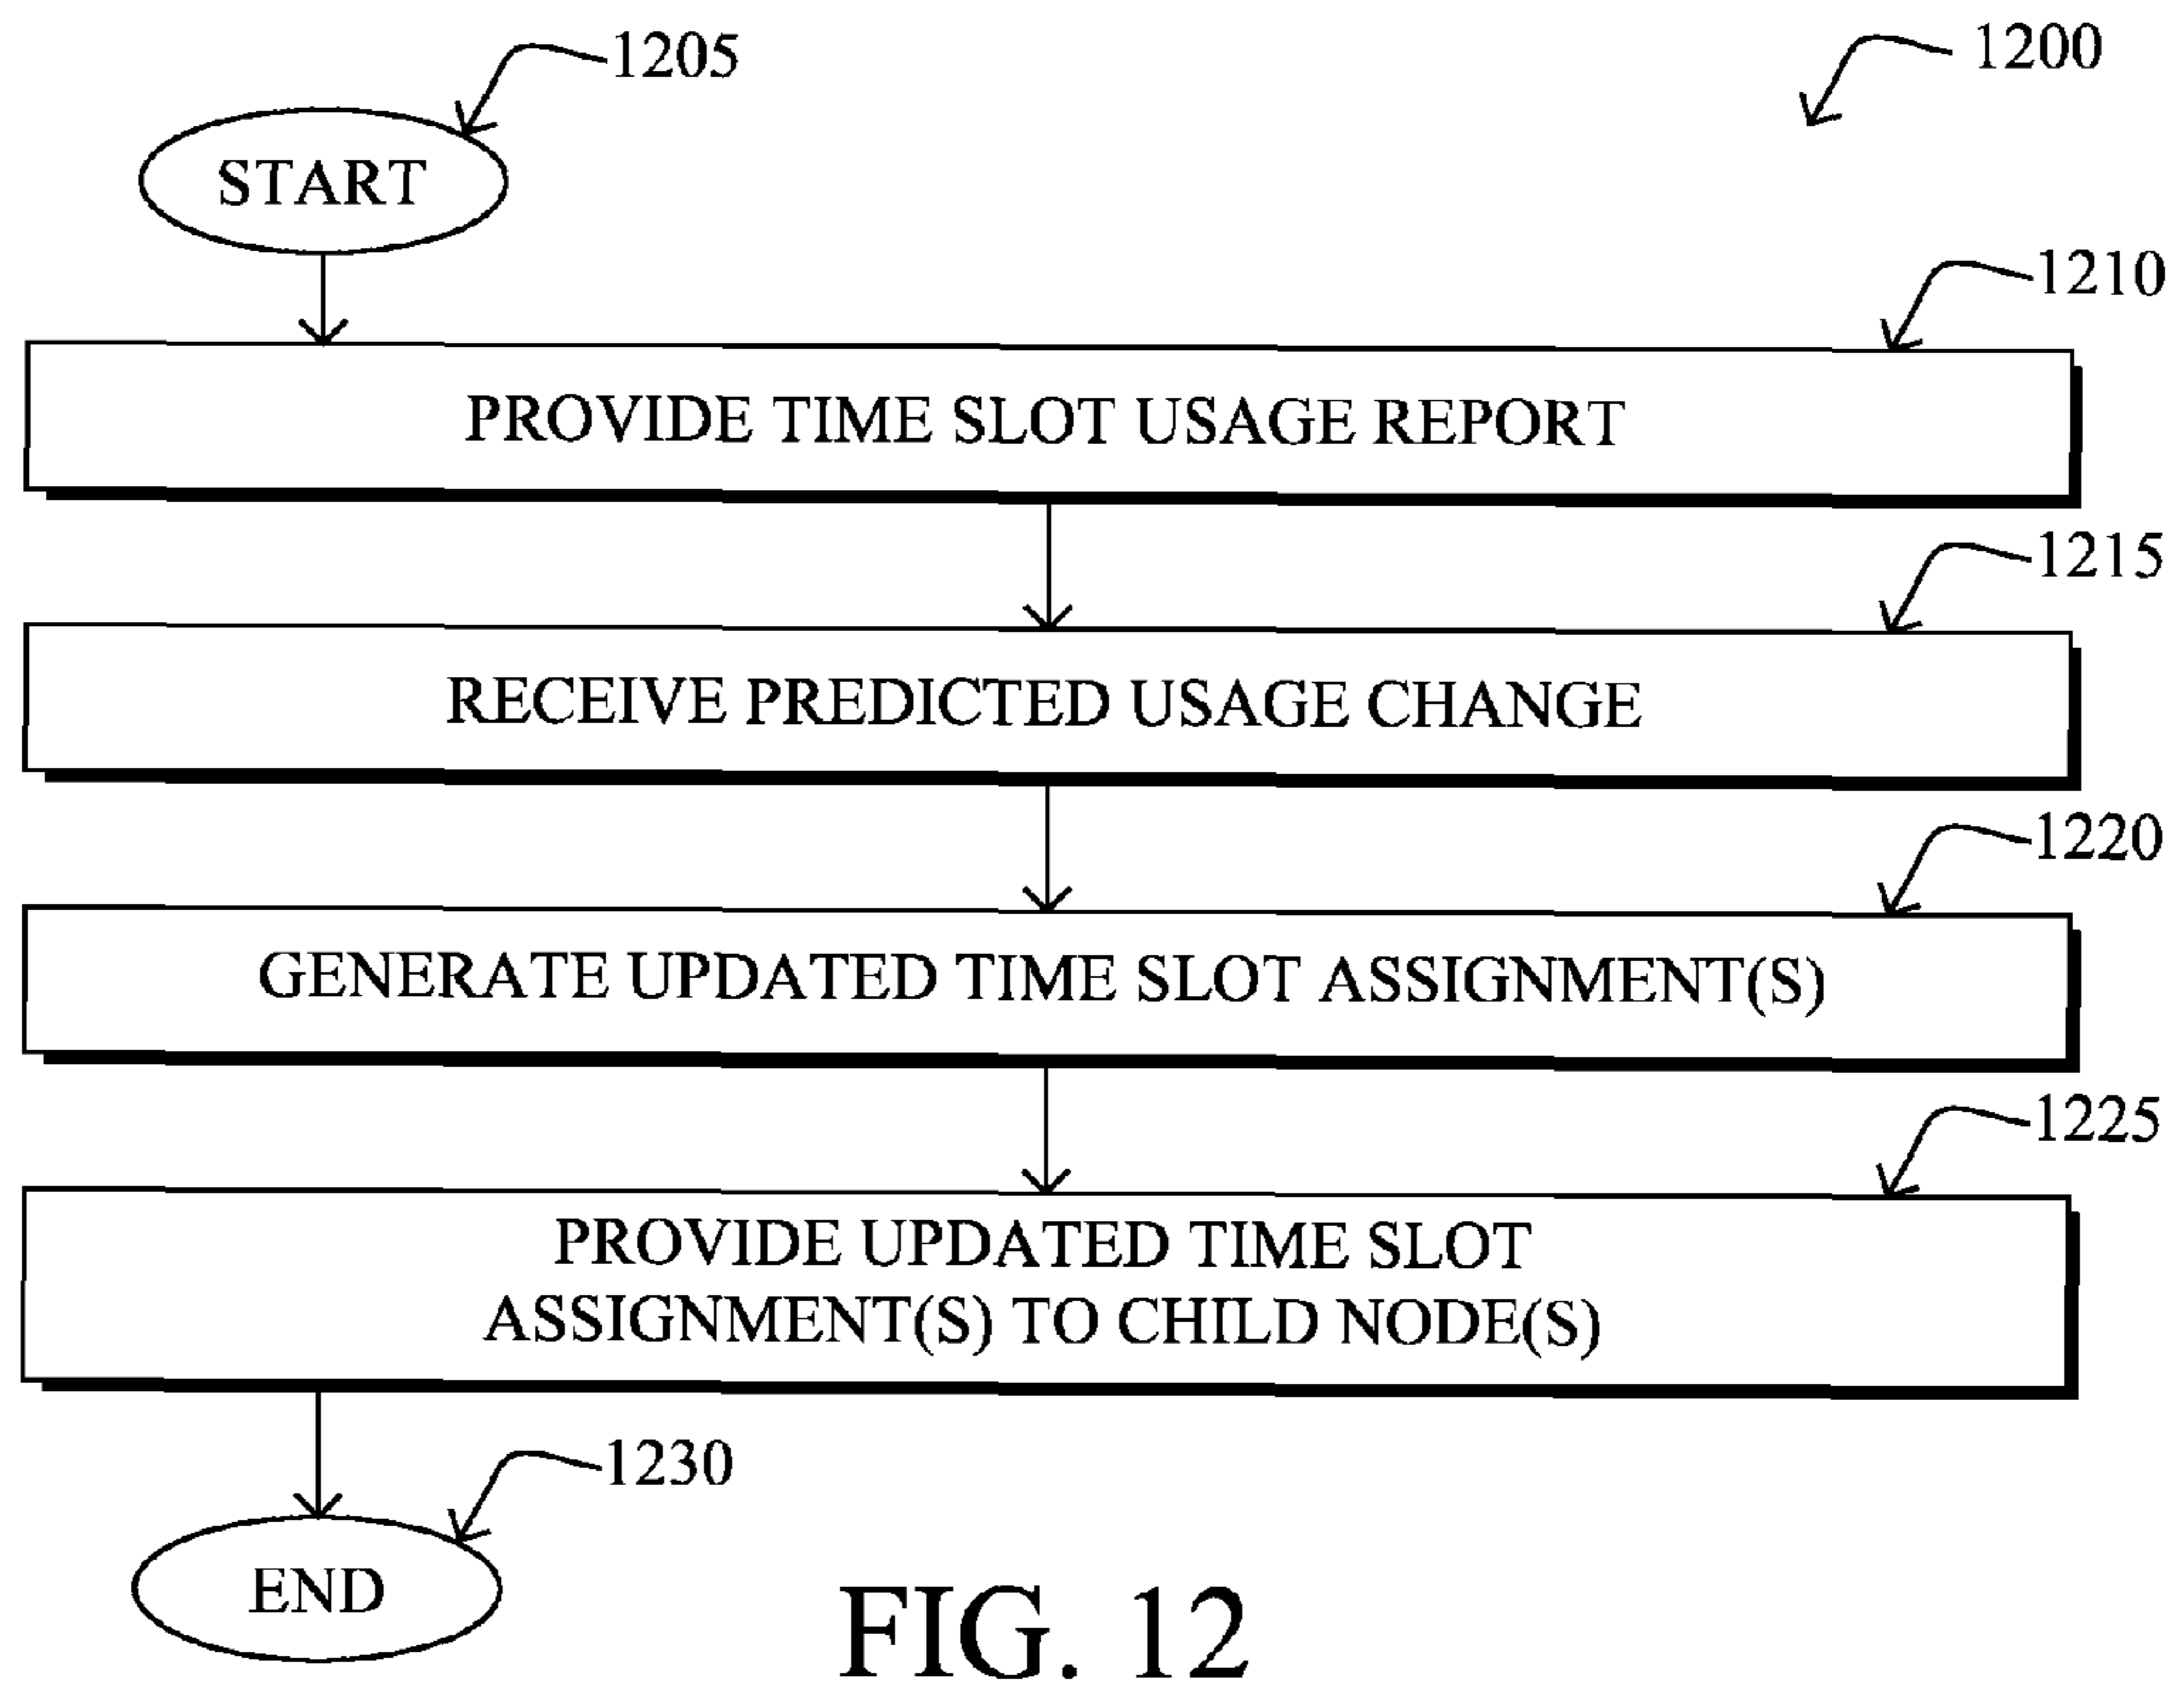 1205
1200
START
1210
PROVIDE TIME SLOT USAGE REPORT
1215
RECEIVE PREDICTED USAGE CHANGE
1220
GENERATE UPDATED TIME SLOT ASSIGNMENT(S)
1225
PROVIDE UPDATED TIME SLOT
ASSIGNMENT(S) TO CHILD NODE(S)
1230
END
FIG. 12